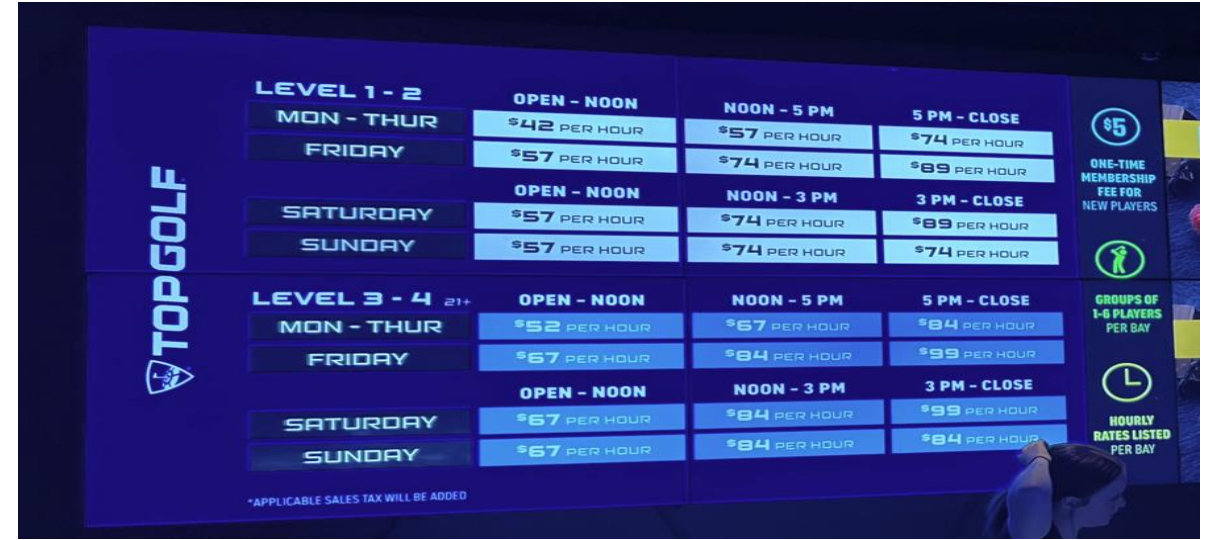 TOPGOLF
LEVEL 1 - 2
OPEN – NOON NOON – 5 PM 5 PM – CLOSE
MON - THUR $42 PER HOUR $57 PER HOUR $74 PER HOUR
FRIDAY $57 PER HOUR $74 PER HOUR $89 PER HOUR
OPEN – NOON NOON – 3 PM 3 PM – CLOSE
SATURDAY $57 PER HOUR $74 PER HOUR $89 PER HOUR
SUNDAY $57 PER HOUR $74 PER HOUR $74 PER HOUR
LEVEL 3 - 4 21+ OPEN – NOON NOON – 5 PM 5 PM – CLOSE
MON - THUR $52 PER HOUR $67 PER HOUR $84 PER HOUR
FRIDAY $67 PER HOUR $84 PER HOUR $99 PER HOUR
OPEN – NOON NOON – 3 PM 3 PM – CLOSE
SATURDAY $67 PER HOUR $84 PER HOUR $99 PER HOUR
SUNDAY $67 PER HOUR $84 PER HOUR $84 PER HOUR
*APPLICABLE SALES TAX WILL BE ADDED
$5
ONE-TIME
MEMBERSHIP
FEE FOR
NEW PLAYERS
GROUPS OF
1-6 PLAYERS
PER BAY
HOURLY
RATES LISTED
PER BAY